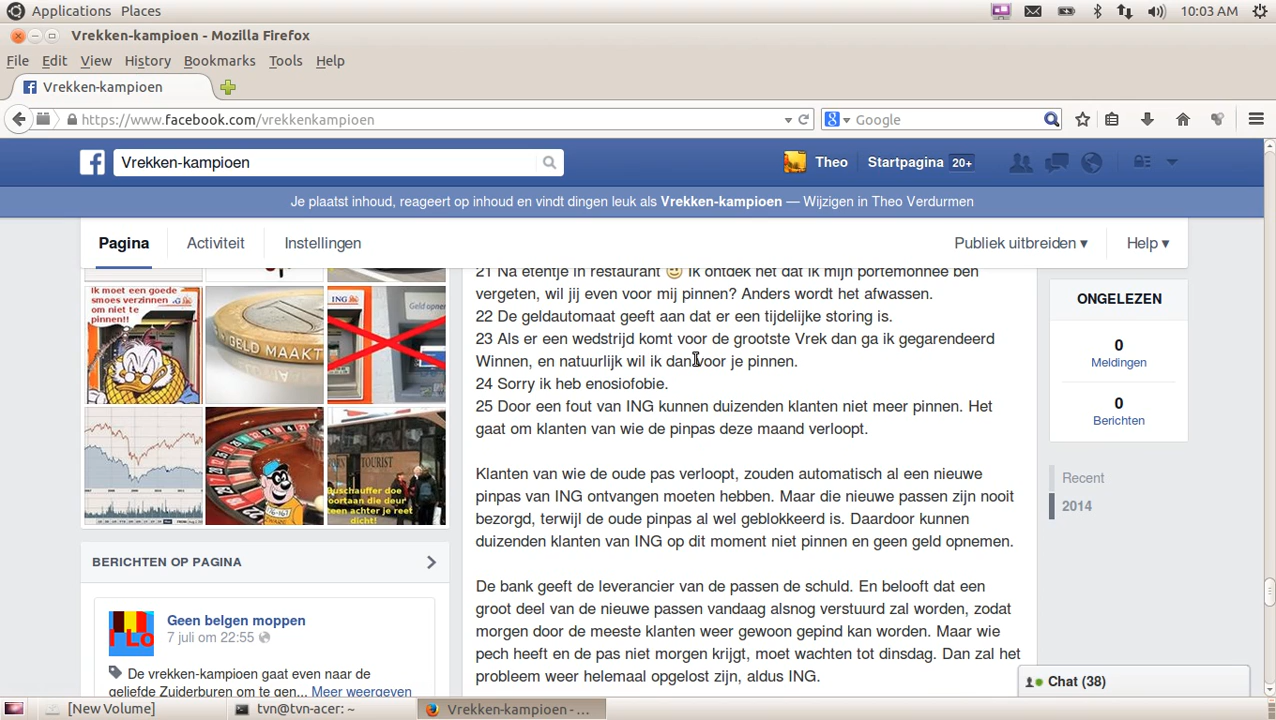 Applications Places
10:03 AM
Vrekken-kampioen - Mozilla Firefox
File Edit View History Bookmarks Tools Help
Vrekken-kampioen
https://www.facebook.com/vrekkenkampioen
Google
Vrekken-kampioen
Theo Startpagina 20+
Je plaatst inhoud, reageert op inhoud en vindt dingen leuk als Vrekken-kampioen — Wijzigen in Theo Verdurmen
Pagina Activiteit Instellingen Publiek uitbreiden ▾ Help ▾
21 Na etentje in restaurant 🙂 Ik ontdek net dat ik mijn portemonnee ben
vergeten, wil jij even voor mij pinnen? Anders wordt het afwassen.
22 De geldautomaat geeft aan dat er een tijdelijke storing is.
23 Als er een wedstrijd komt voor de grootste Vrek dan ga ik gegarendeerd
Winnen, en natuurlijk wil ik dan voor je pinnen.
24 Sorry ik heb enosiofobie.
25 Door een fout van ING kunnen duizenden klanten niet meer pinnen. Het
gaat om klanten van wie de pinpas deze maand verloopt.
Klanten van wie de oude pas verloopt, zouden automatisch al een nieuwe
pinpas van ING ontvangen moeten hebben. Maar die nieuwe passen zijn nooit
bezorgd, terwijl de oude pinpas al wel geblokkeerd is. Daardoor kunnen
duizenden klanten van ING op dit moment niet pinnen en geen geld opnemen.
De bank geeft de leverancier van de passen de schuld. En belooft dat een
groot deel van de nieuwe passen vandaag alsnog verstuurd zal worden, zodat
morgen door de meeste klanten weer gewoon gepind kan worden. Maar wie
pech heeft en de pas niet morgen krijgt, moet wachten tot dinsdag. Dan zal het
probleem weer helemaal opgelost zijn, aldus ING.
Ik moet een goede
smoes verzinnen
om niet te
pinnen!!
GELD MAAKT
ING
Geld opne
TOURIST
Buschauffer doe
voortaan die deur
teen achter je reet
dicht!
BERICHTEN OP PAGINA
Geen belgen moppen
7 juli om 22:55
De vrekken-kampioen gaat even naar de
geliefde Zuiderburen om te gen... Meer weergeven
ONGELEZEN
0
Meldingen
0
Berichten
Recent
2014
Chat (38)
[New Volume] tvn@tvn-acer: ~ Vrekken-kampioen - ...